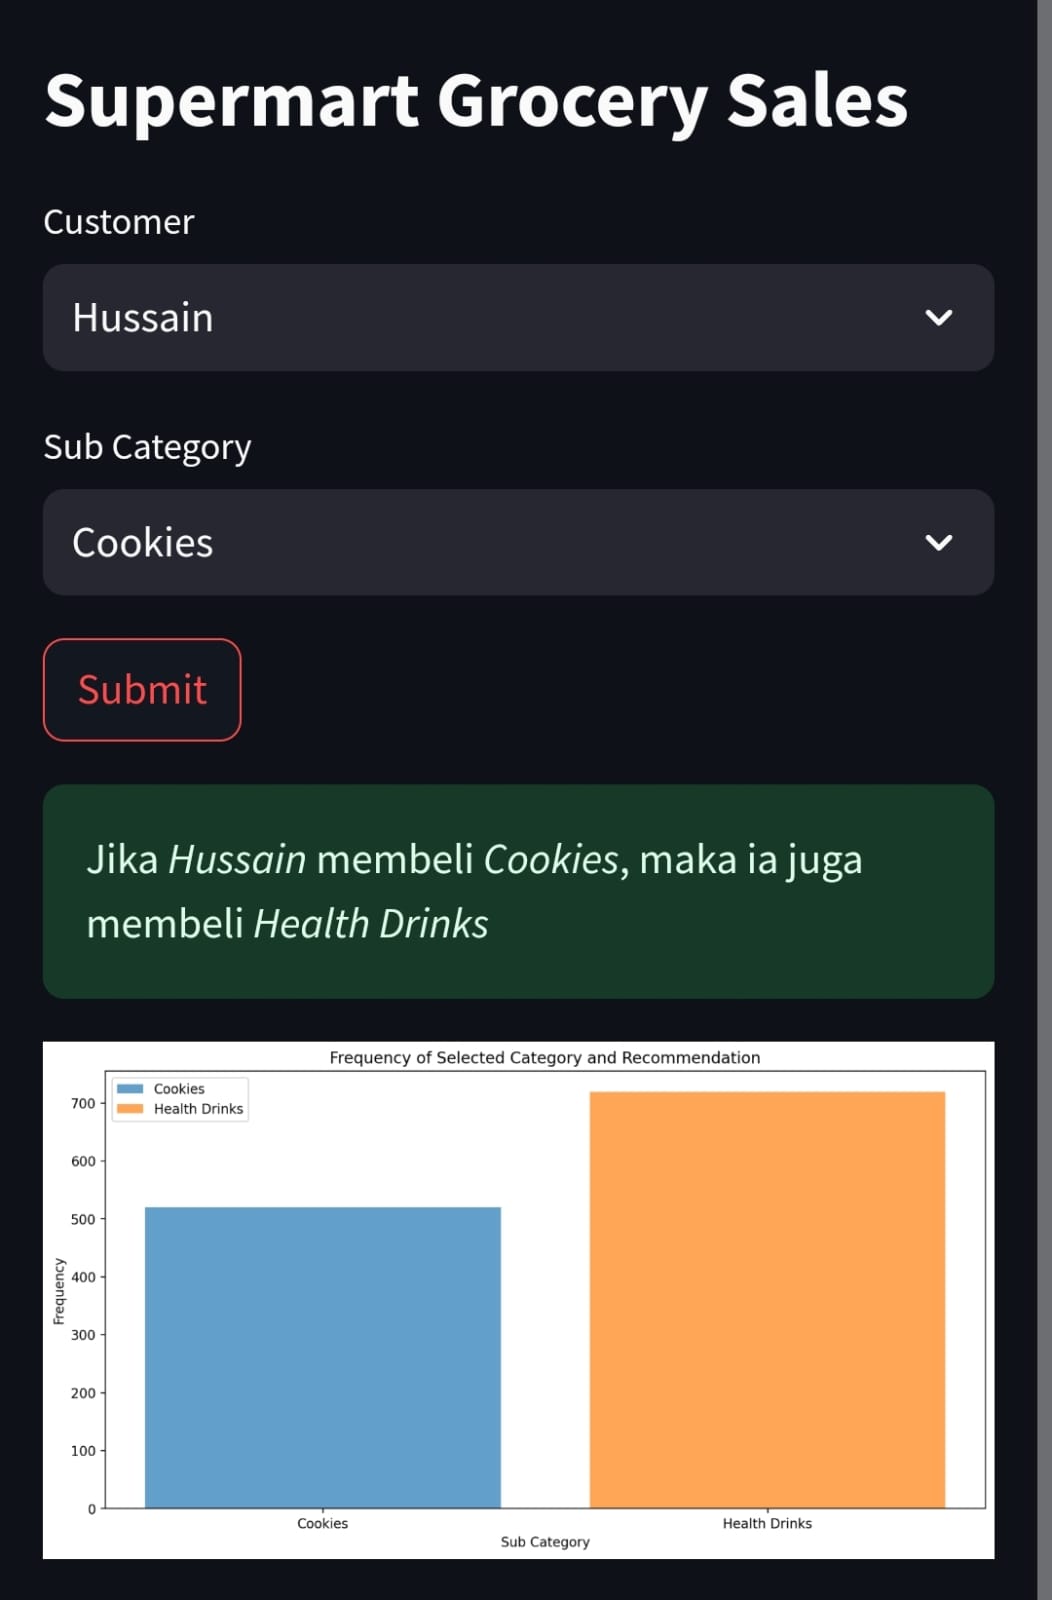 Supermart Grocery Sales
Customer
Hussain
Sub Category
Cookies
Submit
Jika Hussain membeli Cookies, maka ia juga
membeli Health Drinks
Frequency of Selected Category and Recommendation
Cookies
Health Drinks
700
600
500
400
300
200
100
0
Frequency
Cookies
Health Drinks
Sub Category